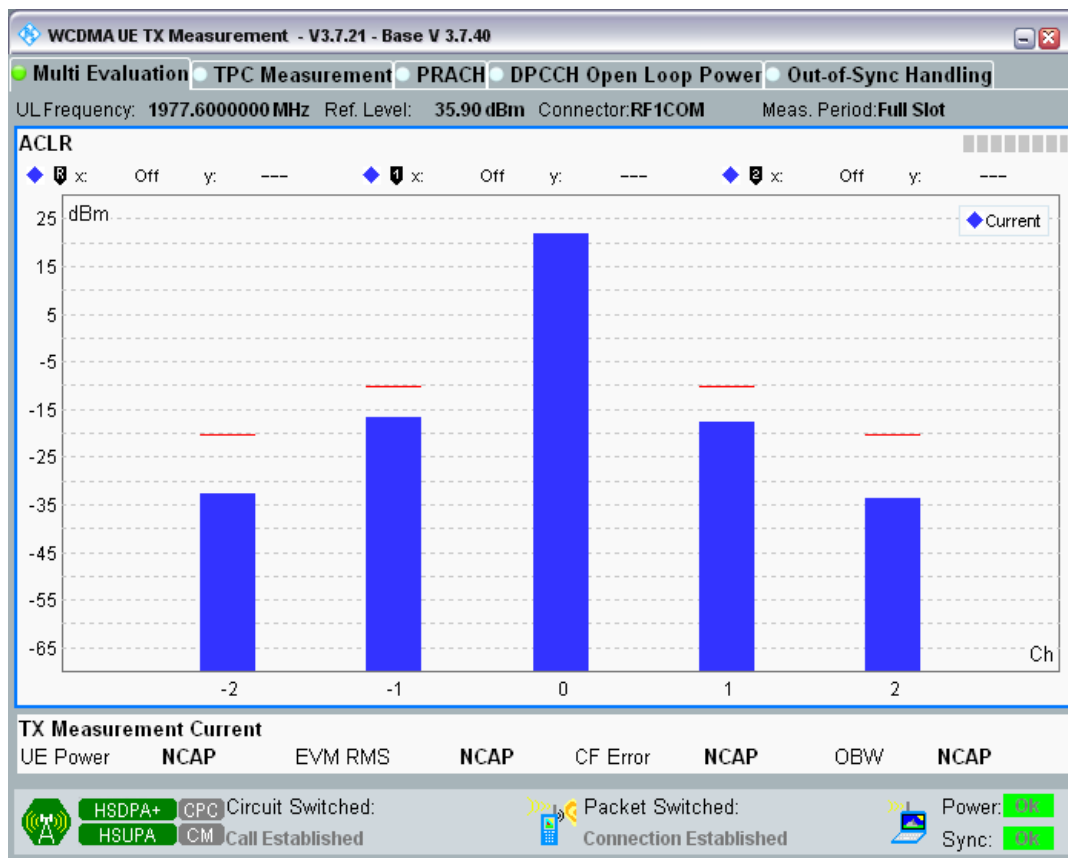 WCDMA UE TX Measurement - V3.7.21 - Base V 3.7.40
Multi Evaluation TPC Measurement PRACH DPCCH Open Loop Power Out-of-Sync Handling
UL Frequency: 1977.6000000 MHz Ref. Level: 35.90 dBm Connector:RF1COM Meas. Period:Full Slot
ACLR
R x: Off y: --- 1 x: Off y: --- 2 x: Off y: ---
dBm
Current
25
15
5
-5
-15
-25
-35
-45
-55
-65
Ch
-2 -1 0 1 2
TX Measurement Current
UE Power NCAP EVM RMS NCAP CF Error NCAP OBW NCAP
HSDPA+ CPC Circuit Switched: Packet Switched: Power: OK
HSUPA CM Call Established Connection Established Sync: OK